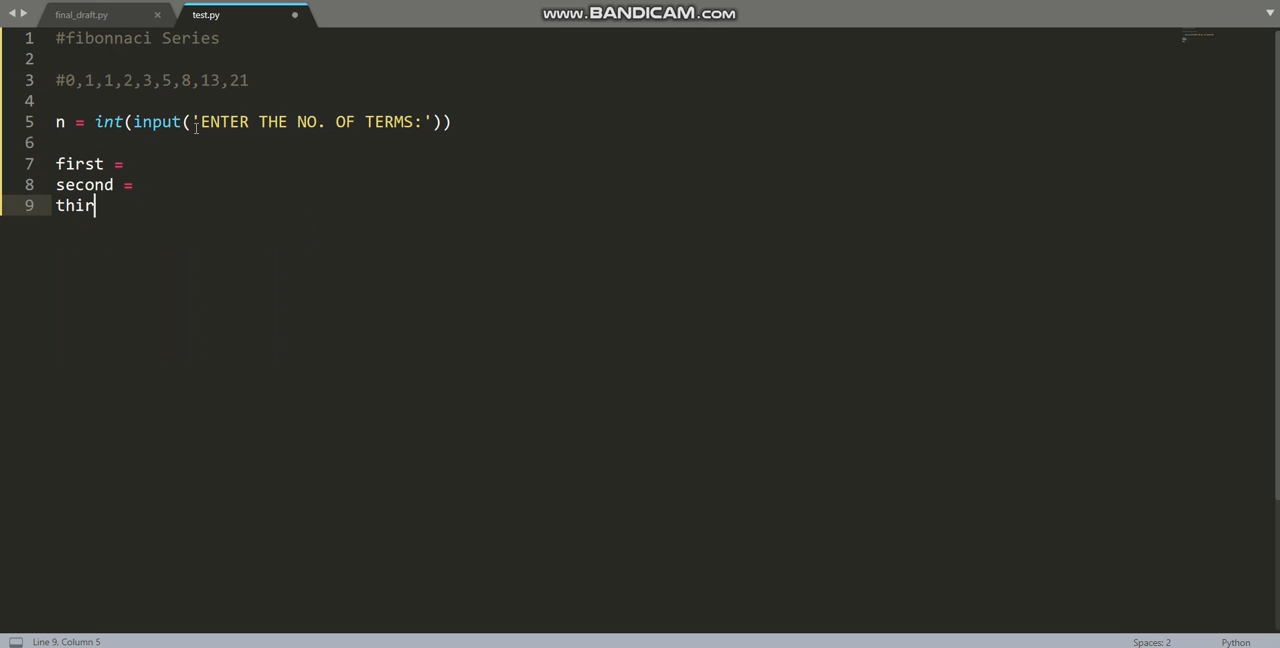 final_draft.py
test.py
www.BANDICAM.com
1 #fibonnaci Series
2
3 #0,1,1,2,3,5,8,13,21
4
5 n = int(input('ENTER THE NO. OF TERMS:'))
6
7 first =
8 second =
9 thir
Line 9, Column 5
Spaces: 2
Python